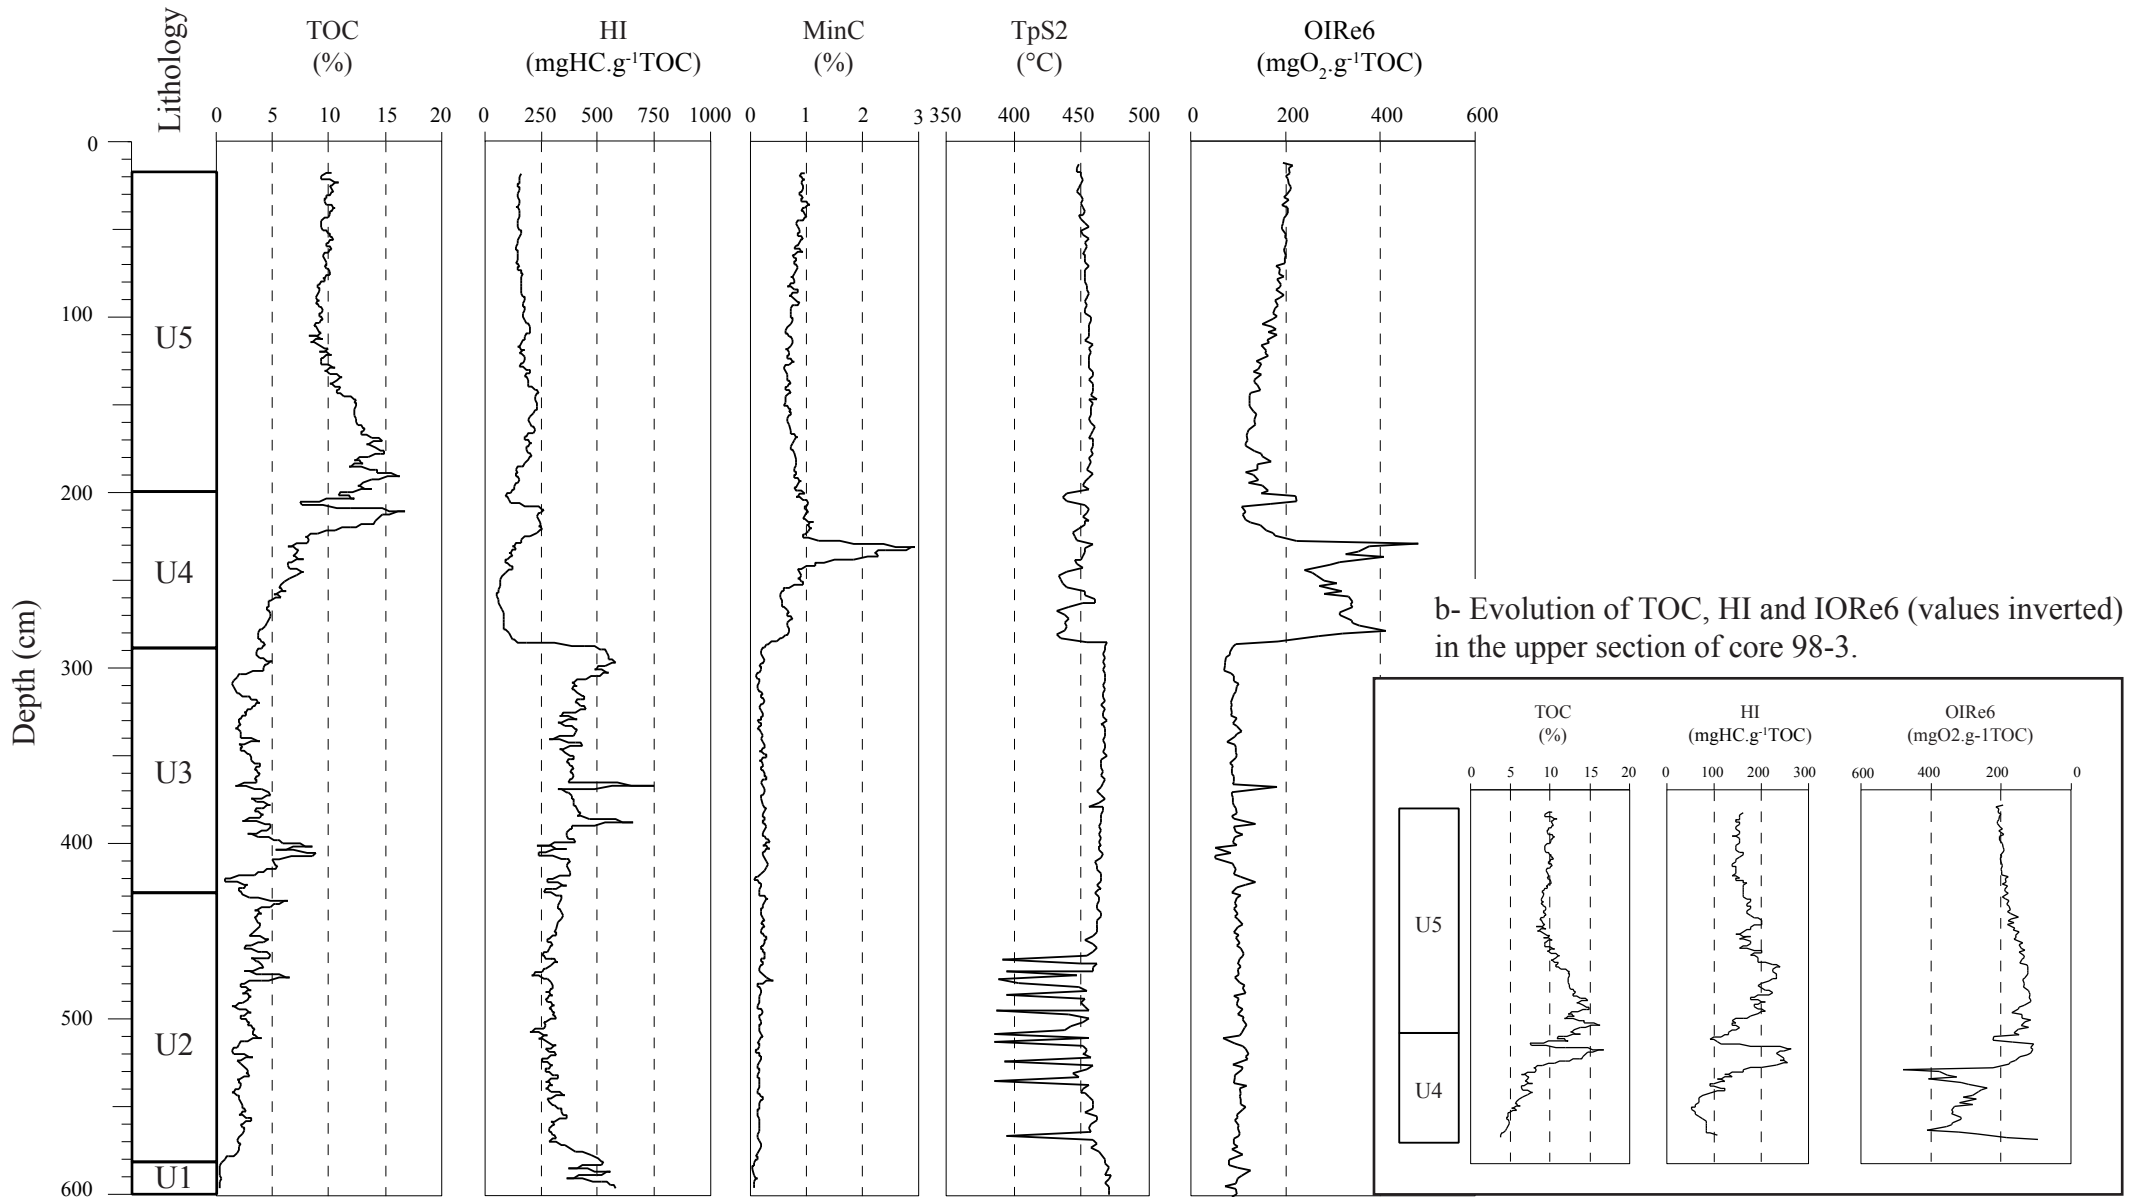 Lithology
TOC
(%)
HI
(mgHC.g⁻¹TOC)
MinC
(%)
TpS2
(°C)
OIRe6
(mgO₂.g⁻¹TOC)
0 5 10 15 20
0 250 500 750 1000
0 1 2 3
350 400 450 500
0 200 400 600
Depth (cm)
0
100
200
300
400
500
600
U5
U4
U3
U2
U1
b- Evolution of TOC, HI and IORe6 (values inverted)
in the upper section of core 98-3.
TOC
(%)
HI
(mgHC.g⁻¹TOC)
OIRe6
(mgO2.g-1TOC)
0 5 10 15 20
0 100 200 300
600 400 200 0
U5
U4